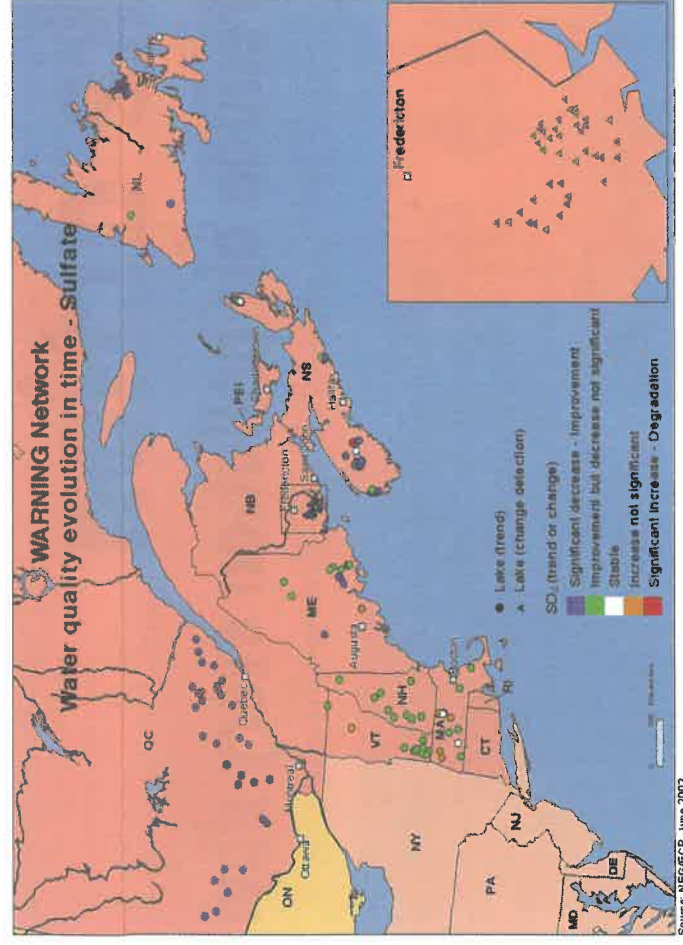 WARNING Network
Water quality evolution in time - Sulfate
NL
QC
PEI
NB
Fredericton
NS
ME
Quebec
Augusta
Montreal
Ottawa
ON
VT
NH
MA
CT
RI
NY
PA
NJ
MD
DE
Fredericton
Lake (trend)
Lake (change detection)
SO₄ (trend or change)
Significant decrease - Improvement
Improvement but decrease not significant
Stable
Increase not significant
Significant increase - Degradation
Source: NEG/ECP, June 2002